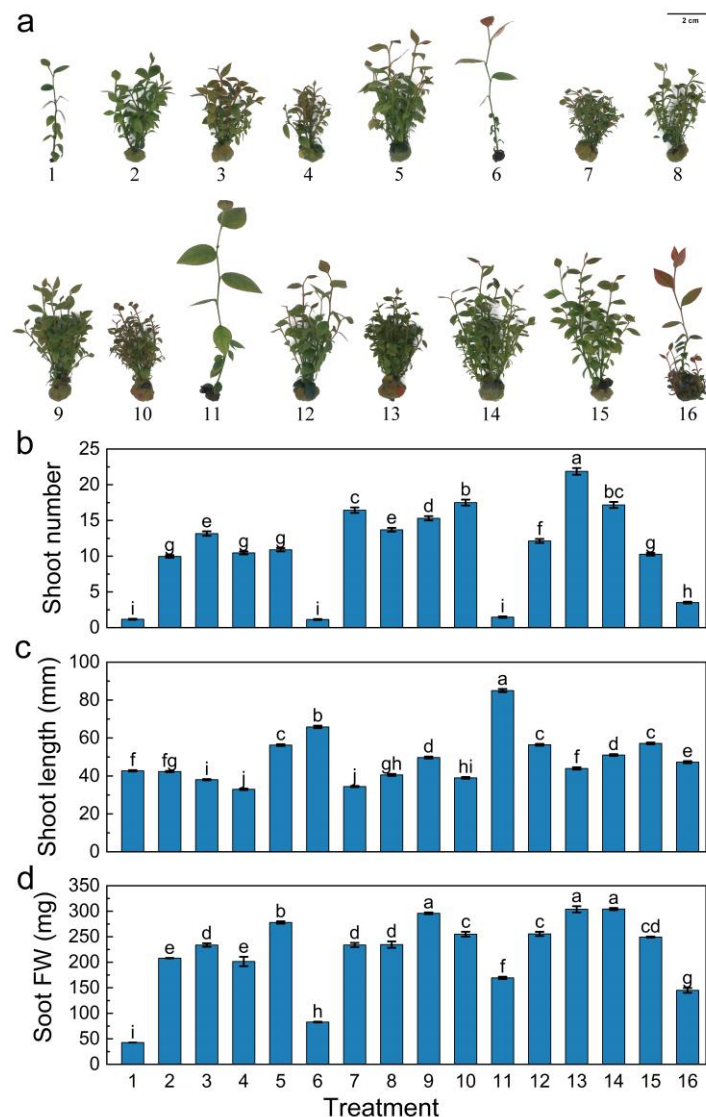 a
2 cm
1 2 3 4 5 6 7 8
9 10 11 12 13 14 15 16
b
Shoot number
25
20
15
10
5
0
i g e g g i c e d b i f a bc g h
c
Shoot length (mm)
100
80
60
40
20
0
f fg i j c b j gh d hi a c f d c e
d
Soot FW (mg)
350
300
250
200
150
100
50
0
i e d e b h d d a c f c a a cd g
1 2 3 4 5 6 7 8 9 10 11 12 13 14 15 16
Treatment